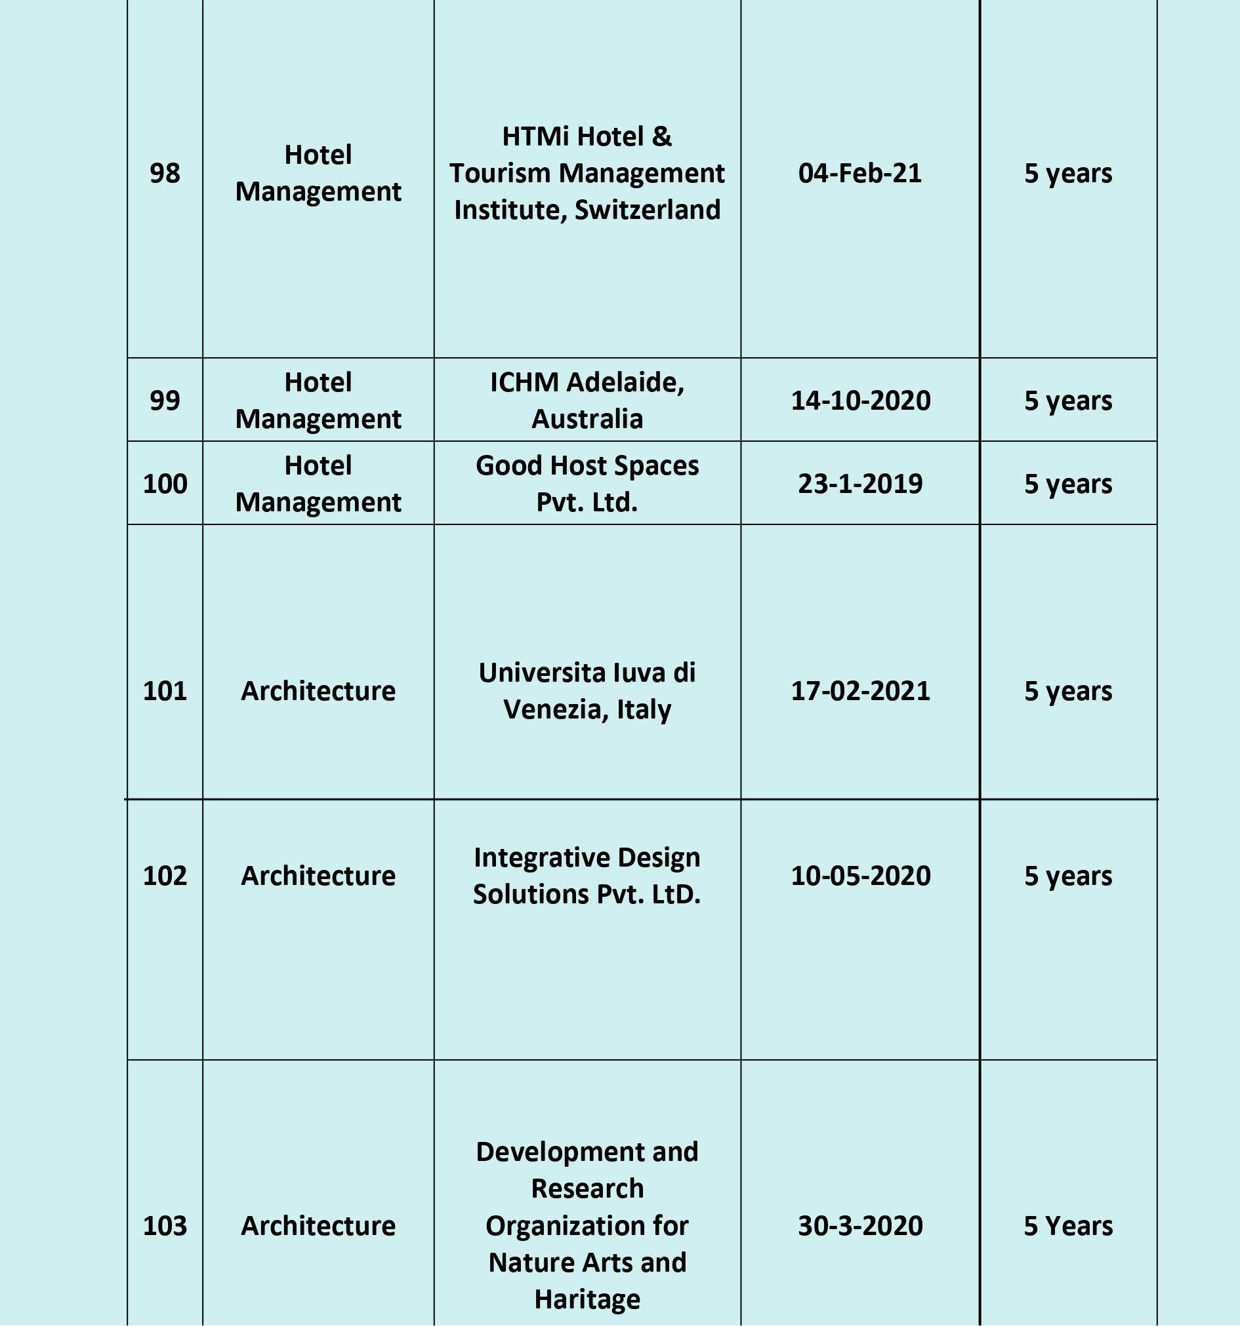 98
Hotel
Management
HTMi Hotel &
Tourism Management
Institute, Switzerland
04-Feb-21
5 years
99
Hotel
Management
ICHM Adelaide,
Australia
14-10-2020
5 years
100
Hotel
Management
Good Host Spaces
Pvt. Ltd.
23-1-2019
5 years
101
Architecture
Universita Iuva di
Venezia, Italy
17-02-2021
5 years
102
Architecture
Integrative Design
Solutions Pvt. LtD.
10-05-2020
5 years
103
Architecture
Development and
Research
Organization for
Nature Arts and
Haritage
30-3-2020
5 Years